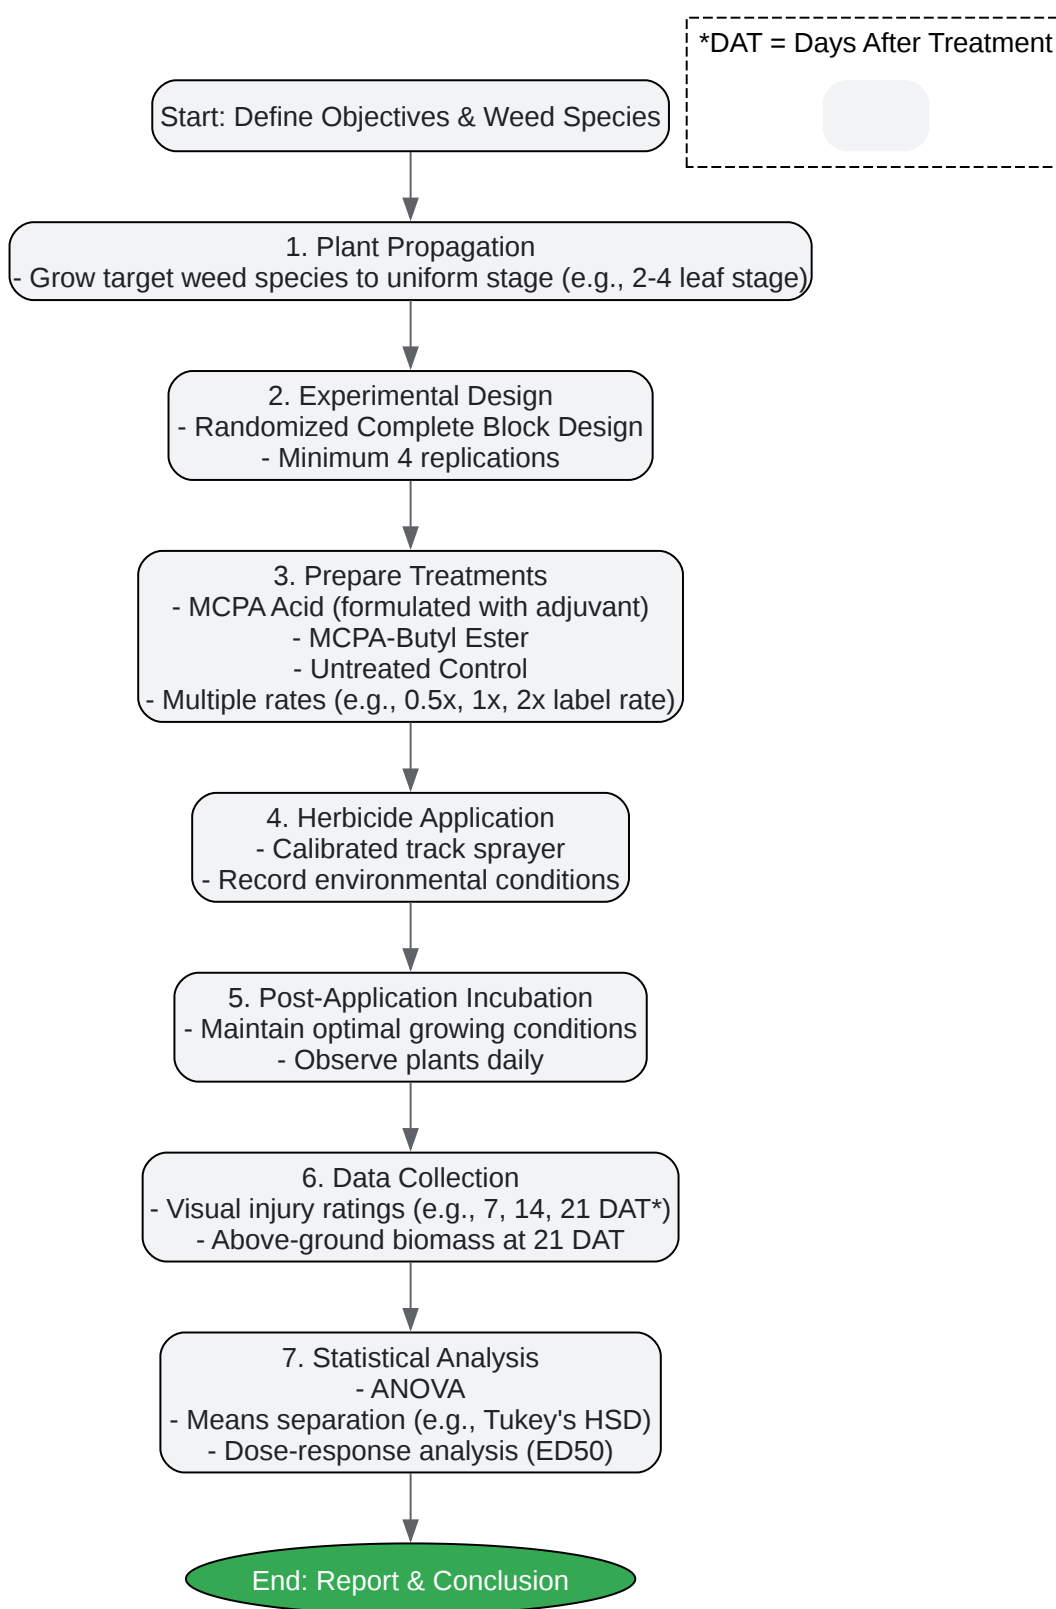 *DAT = Days After Treatment
Start: Define Objectives & Weed Species
1. Plant Propagation
- Grow target weed species to uniform stage (e.g., 2-4 leaf stage)
2. Experimental Design
- Randomized Complete Block Design
- Minimum 4 replications
3. Prepare Treatments
- MCPA Acid (formulated with adjuvant)
- MCPA-Butyl Ester
- Untreated Control
- Multiple rates (e.g., 0.5x, 1x, 2x label rate)
4. Herbicide Application
- Calibrated track sprayer
- Record environmental conditions
5. Post-Application Incubation
- Maintain optimal growing conditions
- Observe plants daily
6. Data Collection
- Visual injury ratings (e.g., 7, 14, 21 DAT*)
- Above-ground biomass at 21 DAT
7. Statistical Analysis
- ANOVA
- Means separation (e.g., Tukey's HSD)
- Dose-response analysis (ED50)
End: Report & Conclusion